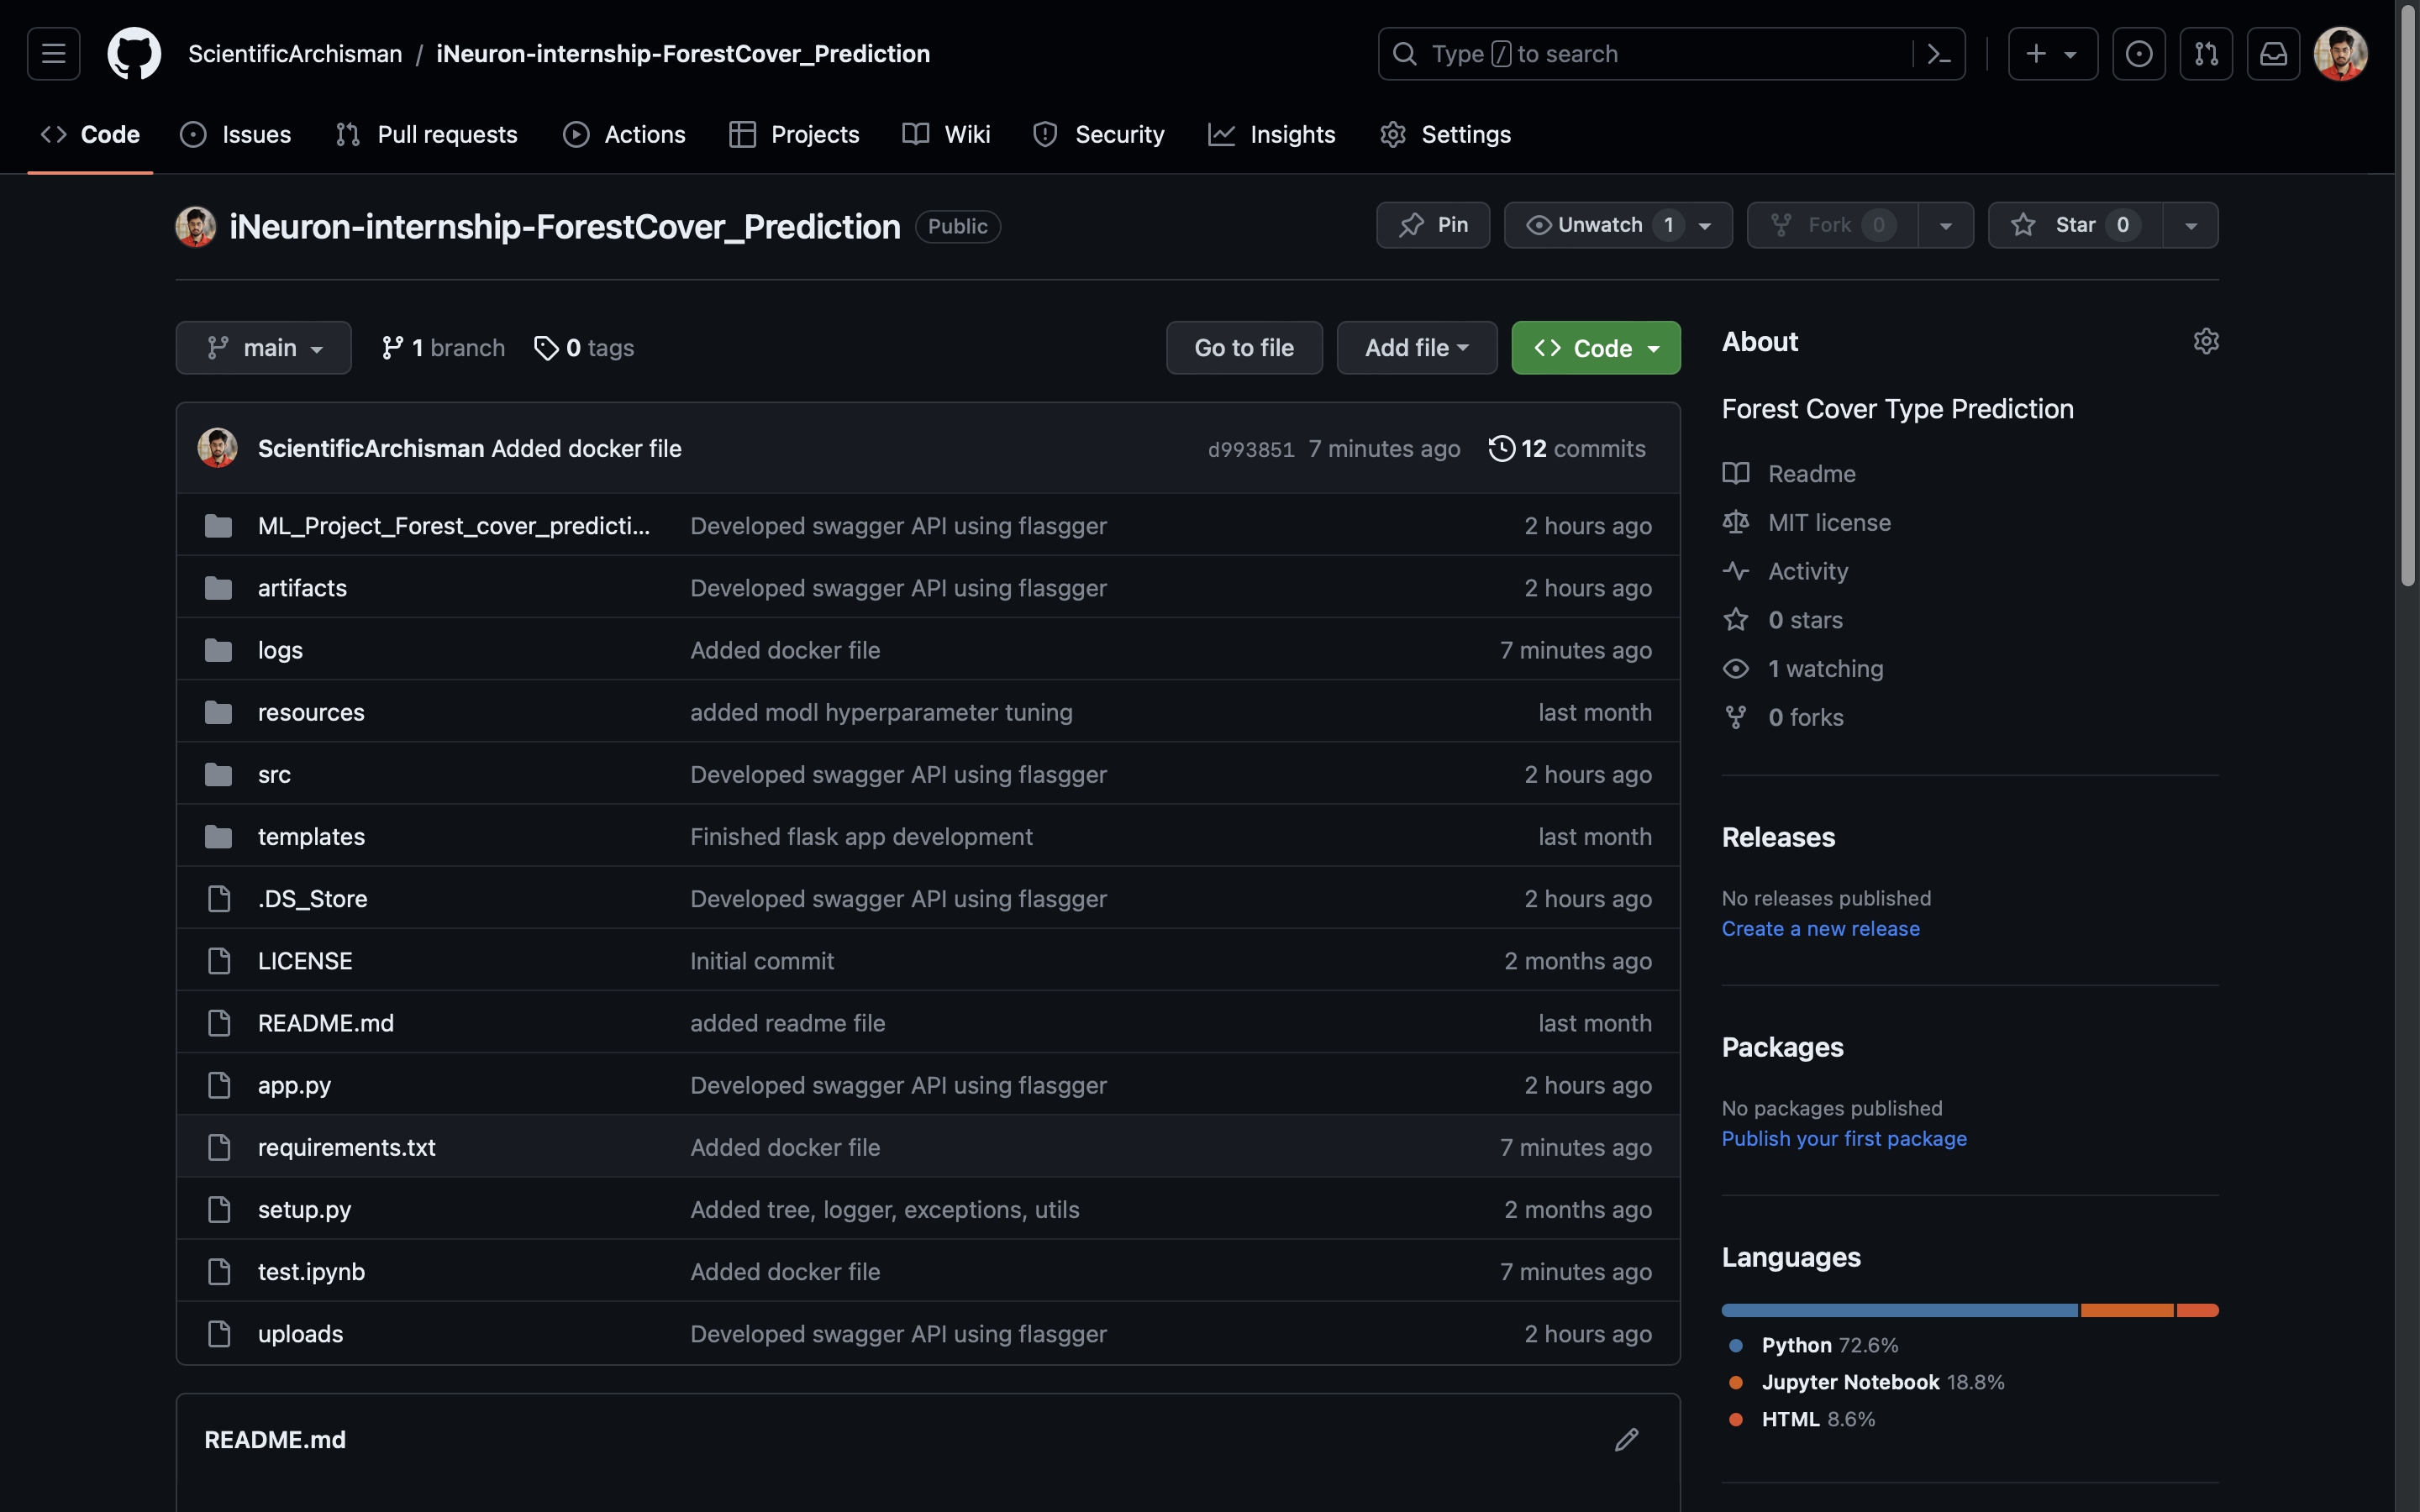 ScientificArchisman / iNeuron-internship-ForestCover_Prediction
Type / to search
Code Issues Pull requests Actions Projects Wiki Security Insights Settings
iNeuron-internship-ForestCover_Prediction Public
Pin Unwatch 1 Fork 0 Star 0
main 1 branch 0 tags Go to file Add file Code
ScientificArchisman Added docker file d993851 7 minutes ago 12 commits
ML_Project_Forest_cover_predicti... Developed swagger API using flasgger 2 hours ago
artifacts Developed swagger API using flasgger 2 hours ago
logs Added docker file 7 minutes ago
resources added modl hyperparameter tuning last month
src Developed swagger API using flasgger 2 hours ago
templates Finished flask app development last month
.DS_Store Developed swagger API using flasgger 2 hours ago
LICENSE Initial commit 2 months ago
README.md added readme file last month
app.py Developed swagger API using flasgger 2 hours ago
requirements.txt Added docker file 7 minutes ago
setup.py Added tree, logger, exceptions, utils 2 months ago
test.ipynb Added docker file 7 minutes ago
uploads Developed swagger API using flasgger 2 hours ago
README.md
About
Forest Cover Type Prediction
Readme
MIT license
Activity
0 stars
1 watching
0 forks
Releases
No releases published
Create a new release
Packages
No packages published
Publish your first package
Languages
Python 72.6%
Jupyter Notebook 18.8%
HTML 8.6%